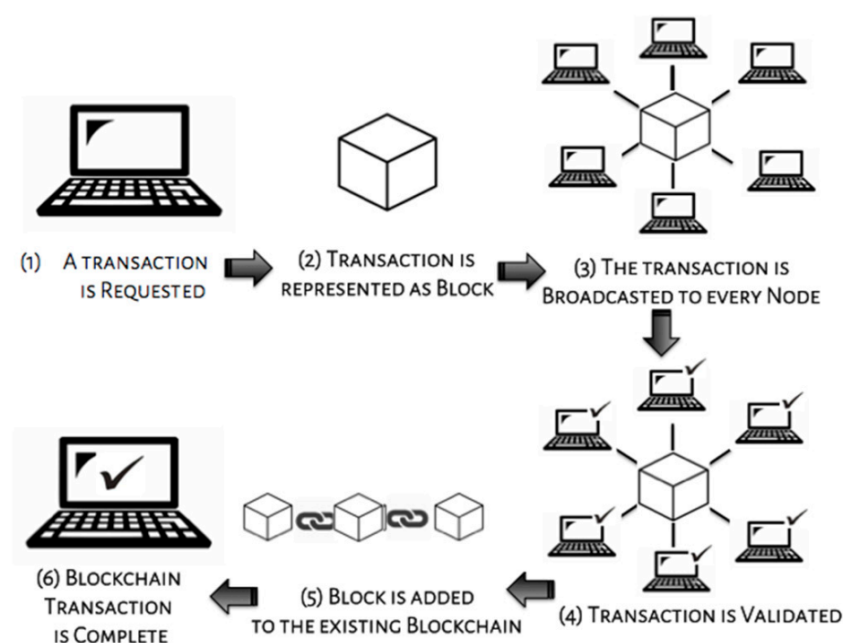 (1) A TRANSACTION
IS REQUESTED
(2) TRANSACTION IS
REPRESENTED AS BLOCK
(3) THE TRANSACTION IS
BROADCASTED TO EVERY NODE
(4) TRANSACTION IS VALIDATED
(5) BLOCK IS ADDED
TO THE EXISTING BLOCKCHAIN
(6) BLOCKCHAIN
TRANSACTION
IS COMPLETE